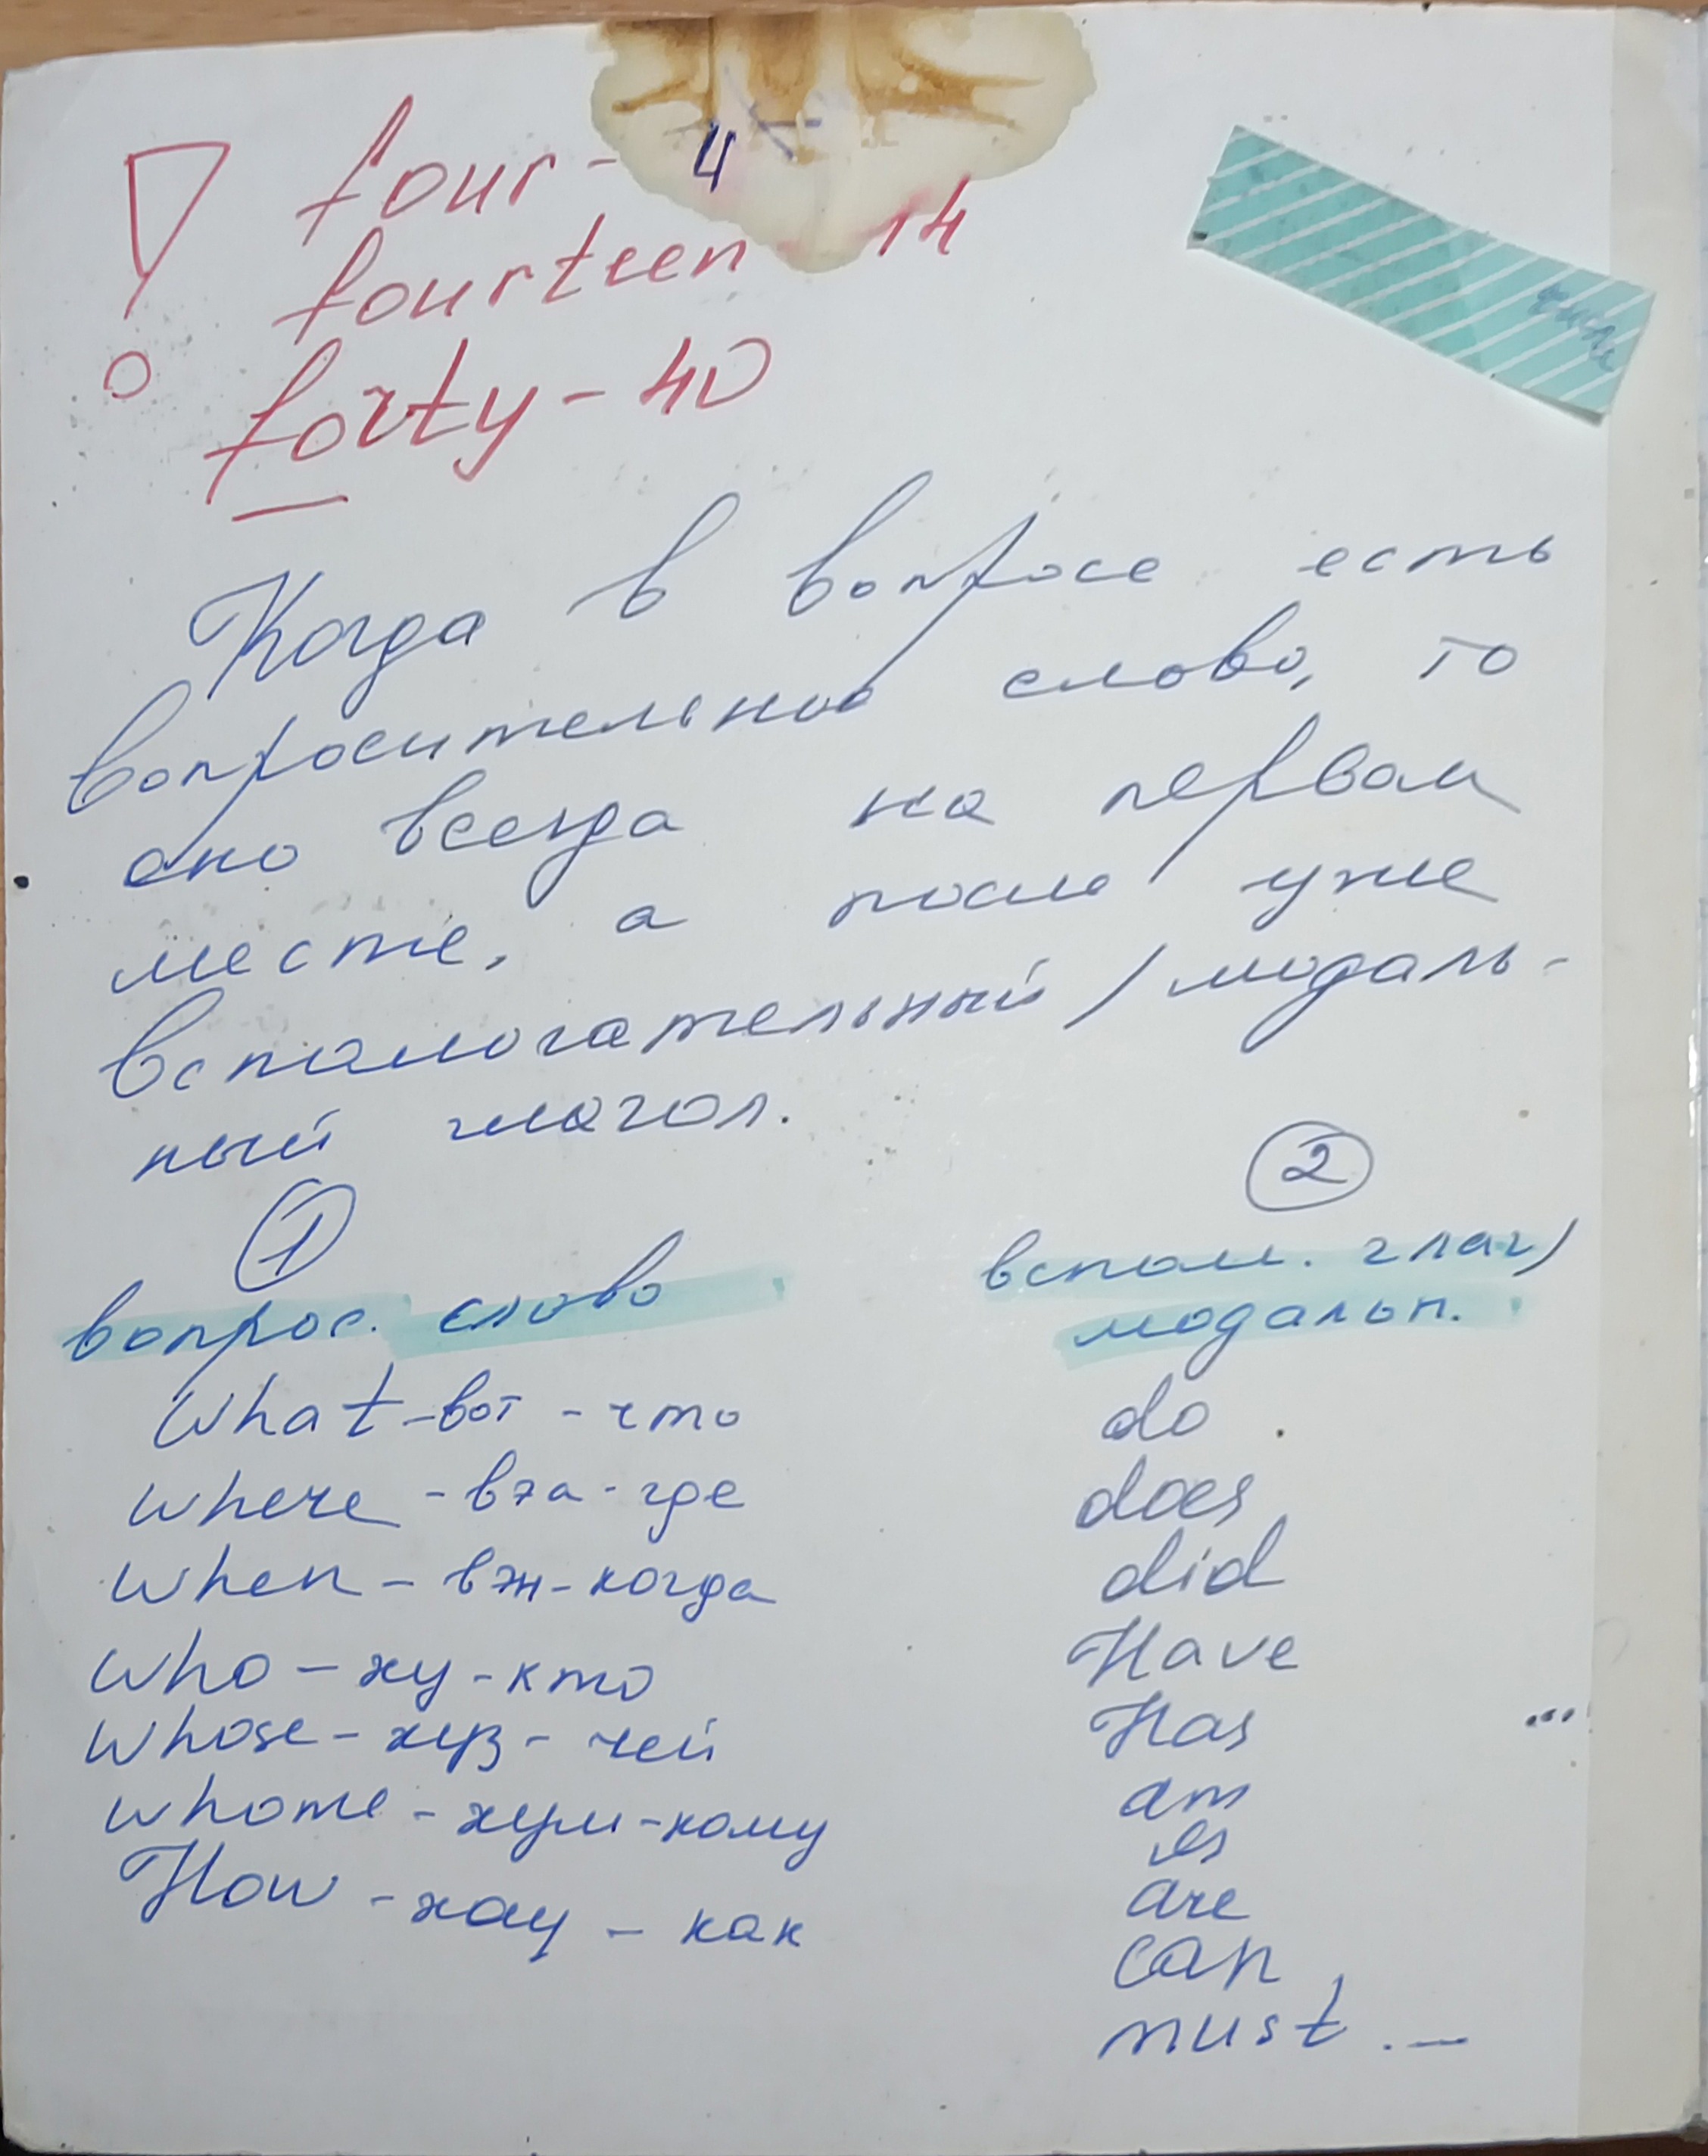 ! four - 4
fourteen - 14
forty - 40
Когда в вопросе есть
вопросительное слово, то
оно всегда на первом
месте, а после уже
вспомогательный / модаль-
ный глагол.
1
2
вопрос. слово
вспом. глаг/
модальн.
What - вот - что
where - вэа - где
when - вэн - когда
who - ху - кто
whose - хуз - чей
whome - хум - кому
How - хау - как
do
does
did
Have
Has
am
is
are
can
must...